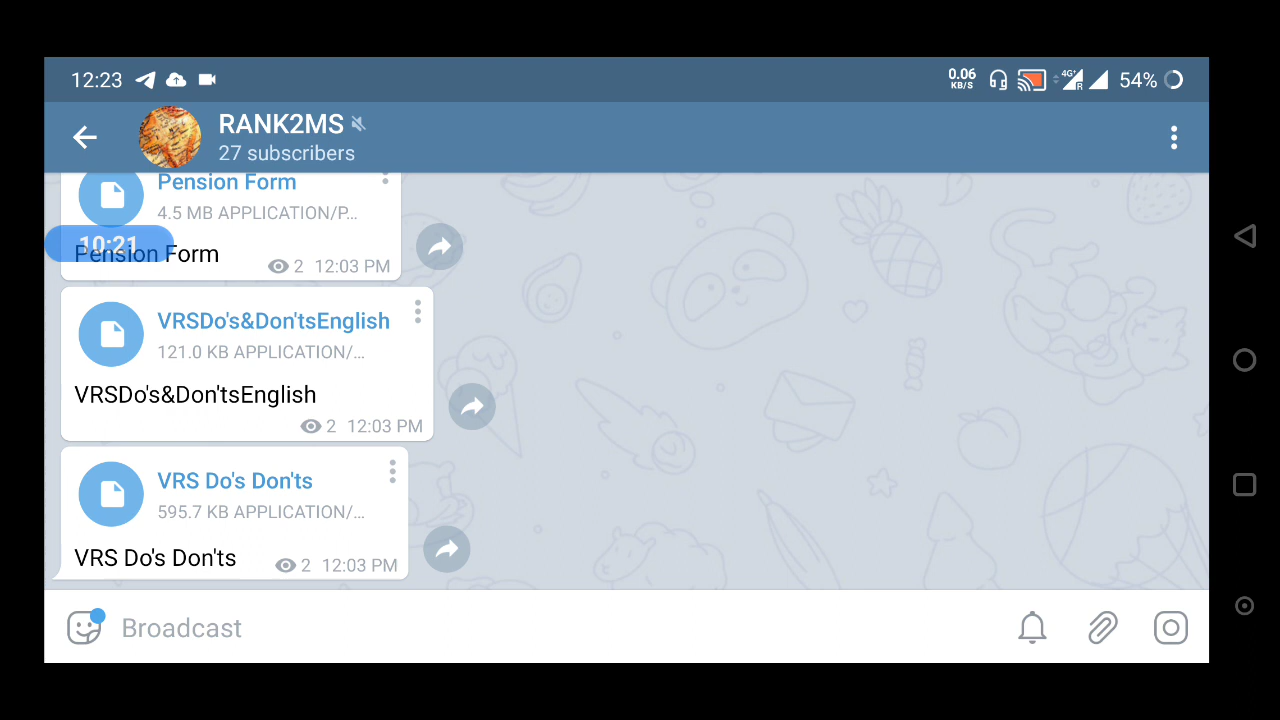 12:23
0.06
KB/S
4G+
R
54%
RANK2MS
27 subscribers
Pension Form
4.5 MB APPLICATION/P...
10:21
Pension Form
2 12:03 PM
VRSDo's&Don'tsEnglish
121.0 KB APPLICATION/...
VRSDo's&Don'tsEnglish
2 12:03 PM
VRS Do's Don'ts
595.7 KB APPLICATION/...
VRS Do's Don'ts
2 12:03 PM
Broadcast